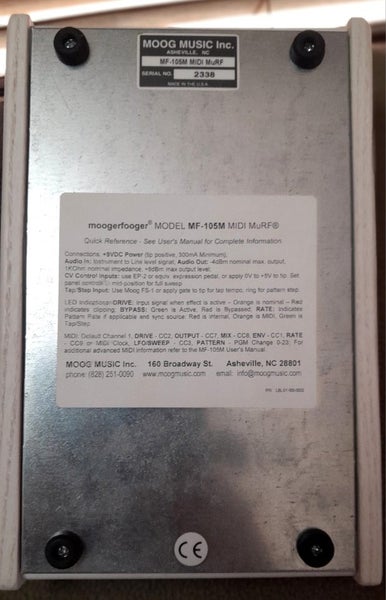 MOOG MUSIC Inc.
ASHEVILLE, NC
MF-105M MIDI MuRF
SERIAL NO. 2338
MADE IN THE U.S.A.
moogerfooger® MODEL MF-105M MIDI MuRF®
Quick Reference - See User's Manual for Complete Information
Connections: +9VDC Power (tip positive, 300mA Minimum).
Audio In: Instrument to Line level signal, Audio Out: -4dBm nominal max. output,
1KOhm nominal impedance, +9dBm max output level.
CV Control Inputs: use EP-2 or equiv. expression pedal, or apply 0V to +5V to tip. Set
panel controls to mid-position for full sweep
Tap/Step Input: Use Moog FS-1 or apply gate to tip for tap tempo, ring for pattern step.
LED Indications: DRIVE: input signal when effect is active - Orange is nominal – Red
indicates clipping, BYPASS: Green is Active, Red is Bypassed, RATE: Indicates
Pattern Rate if applicable and sync source: Red is internal, Orange is MIDI, Green is
Tap/Step
MIDI: Default Channel 1, DRIVE - CC2, OUTPUT - CC7, MIX - CC8, ENV - CC1, RATE
- CC9 or MIDI Clock, LFO/SWEEP - CC3, PATTERN - PGM Change 0-23; For
additional advanced MIDI information refer to the MF-105M User's Manual.
MOOG MUSIC Inc. 160 Broadway St. Asheville, NC 28801
phone: (828) 251-0090 www.moogmusic.com email: info@moogmusic.com
CE